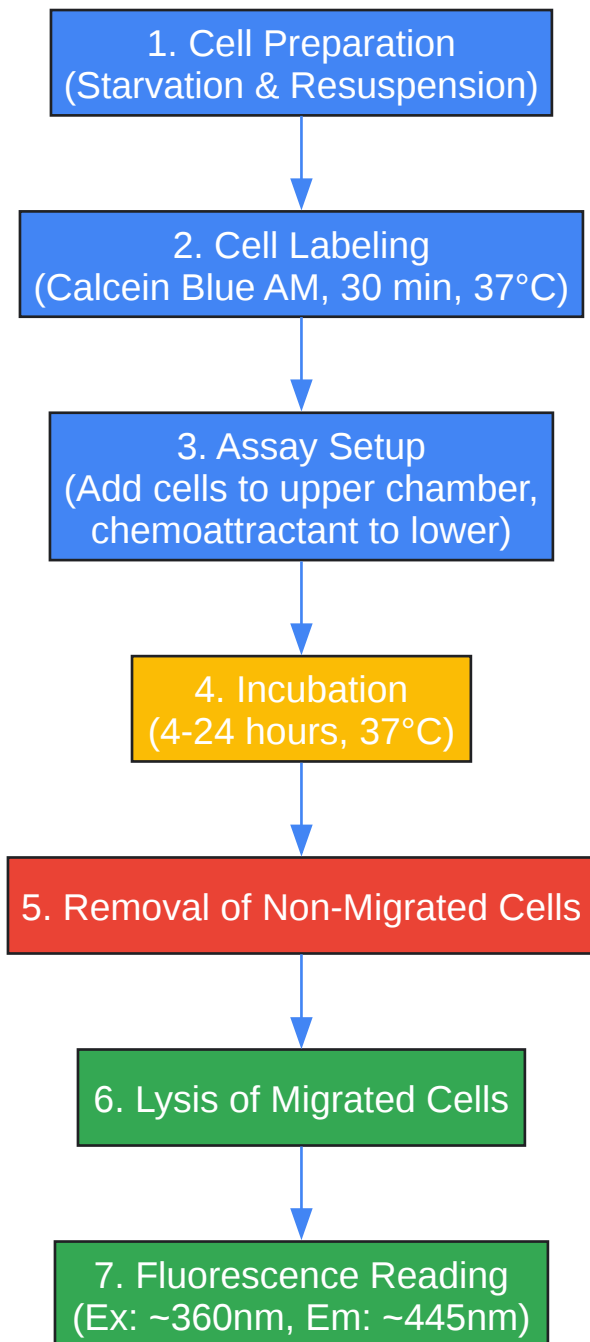 1. Cell Preparation
(Starvation & Resuspension)
2. Cell Labeling
(Calcein Blue AM, 30 min, 37°C)
3. Assay Setup
(Add cells to upper chamber,
chemoattractant to lower)
4. Incubation
(4-24 hours, 37°C)
5. Removal of Non-Migrated Cells
6. Lysis of Migrated Cells
7. Fluorescence Reading
(Ex: ~360nm, Em: ~445nm)